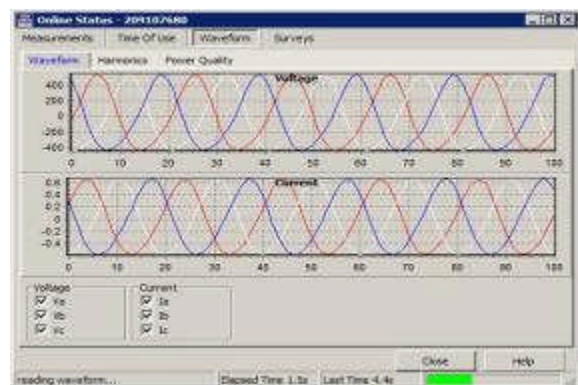 Online Status - 209107680
Measurements Time Of Use Waveform Surveys
Waveform Harmonics Power Quality
Voltage
400
200
0
-200
-400
0 10 20 30 40 50 60 70 80 90 100
Current
0.6
0.4
0.2
0
-0.2
-0.4
0 10 20 30 40 50 60 70 80 90 100
Voltage Current
Va Ia
Vb Ib
Vc Ic
Close Help
reading waveform... Elapsed Time 1.5s Last Time 4.4s